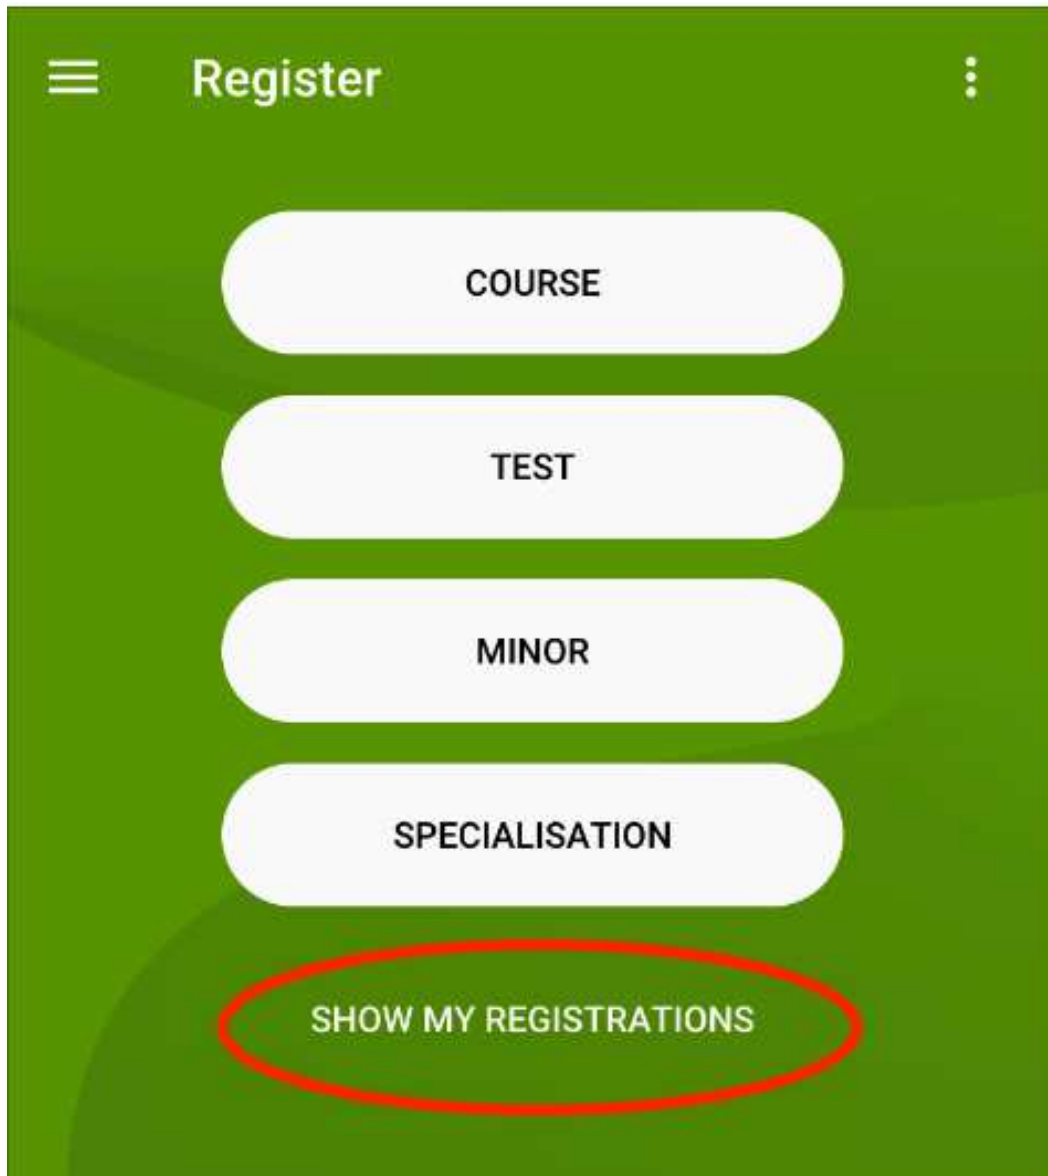 Register
COURSE
TEST
MINOR
SPECIALISATION
SHOW MY REGISTRATIONS